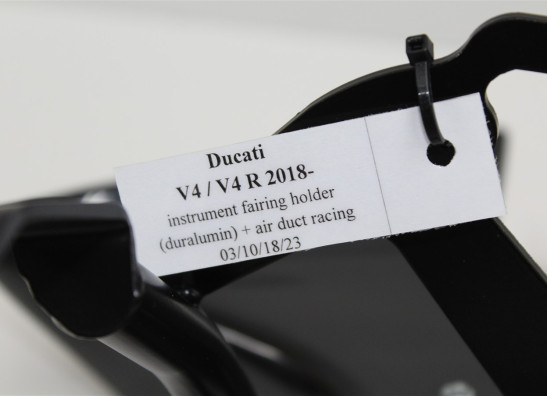 Ducati
V4 / V4 R 2018-
instrument fairing holder
(duralumin) + air duct racing
03/10/18/23